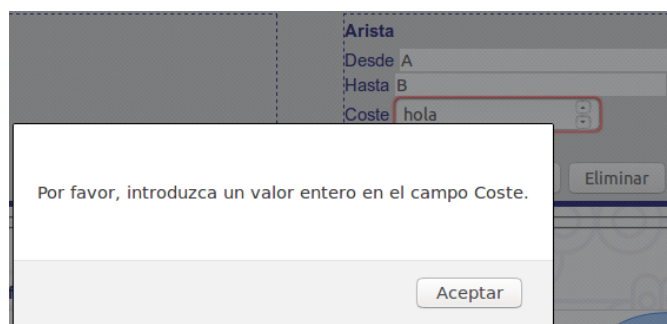 Arista
Desde A
Hasta B
Coste hola
Eliminar
Por favor, introduzca un valor entero en el campo Coste.
Aceptar